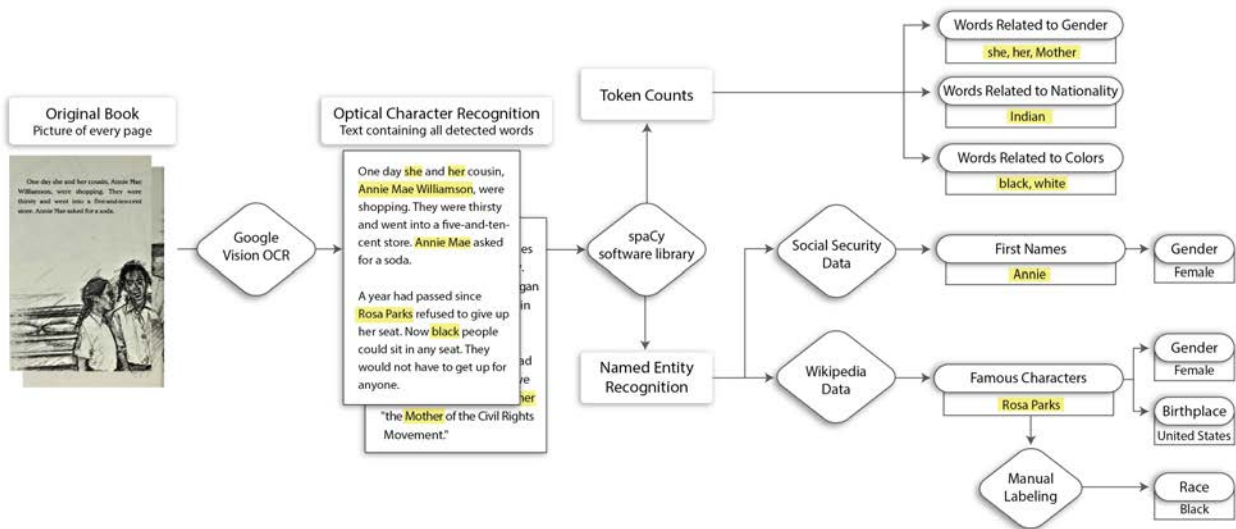 Original Book
Picture of every page
One day she and her cousin, Annie Mae
Williamson, were shopping. They were
thirsty and went into a five-and-ten-cent
store. Annie Mae asked for a soda.
Google
Vision OCR
Optical Character Recognition
Text containing all detected words
One day she and her cousin,
Annie Mae Williamson, were
shopping. They were thirsty
and went into a five-and-ten-
cent store. Annie Mae asked
for a soda.
A year had passed since
Rosa Parks refused to give up
her seat. Now black people
could sit in any seat. They
would not have to get up for
anyone.
her
"the Mother of the Civil Rights
Movement."
spaCy
software library
Token Counts
Words Related to Gender
she, her, Mother
Words Related to Nationality
Indian
Words Related to Colors
black, white
Named Entity
Recognition
Social Security
Data
First Names
Annie
Gender
Female
Wikipedia
Data
Famous Characters
Rosa Parks
Gender
Female
Birthplace
United States
Manual
Labeling
Race
Black